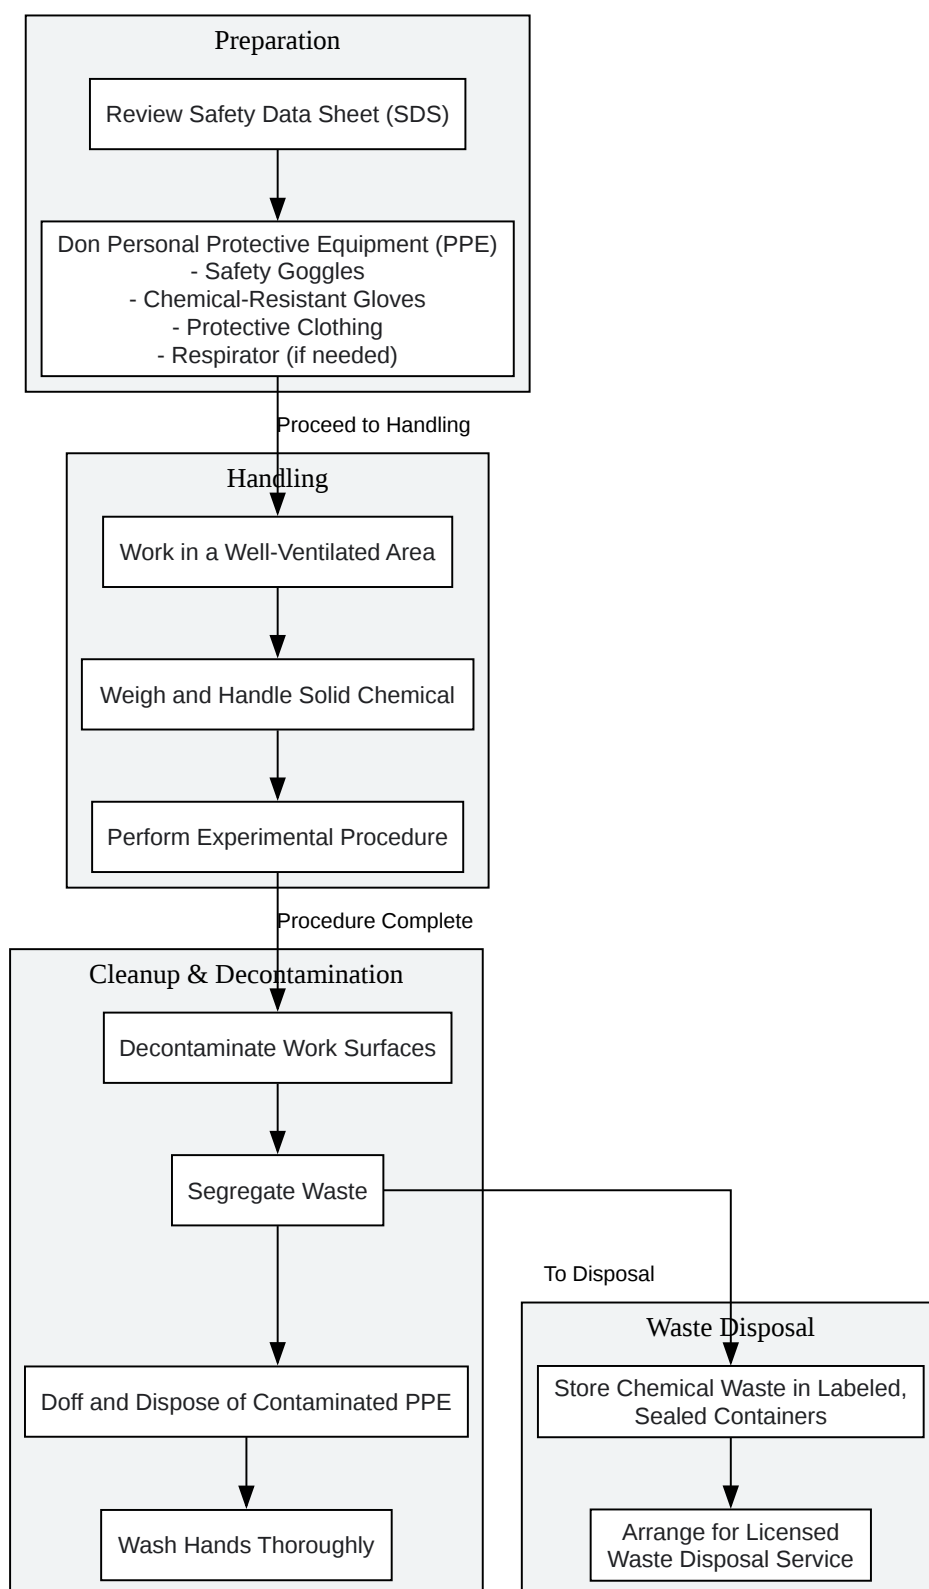 Preparation
Review Safety Data Sheet (SDS)
Don Personal Protective Equipment (PPE)
- Safety Goggles
- Chemical-Resistant Gloves
- Protective Clothing
- Respirator (if needed)
Proceed to Handling
Handling
Work in a Well-Ventilated Area
Weigh and Handle Solid Chemical
Perform Experimental Procedure
Procedure Complete
Cleanup & Decontamination
Decontaminate Work Surfaces
Segregate Waste
To Disposal
Waste Disposal
Doff and Dispose of Contaminated PPE
Store Chemical Waste in Labeled,
Sealed Containers
Wash Hands Thoroughly
Arrange for Licensed
Waste Disposal Service